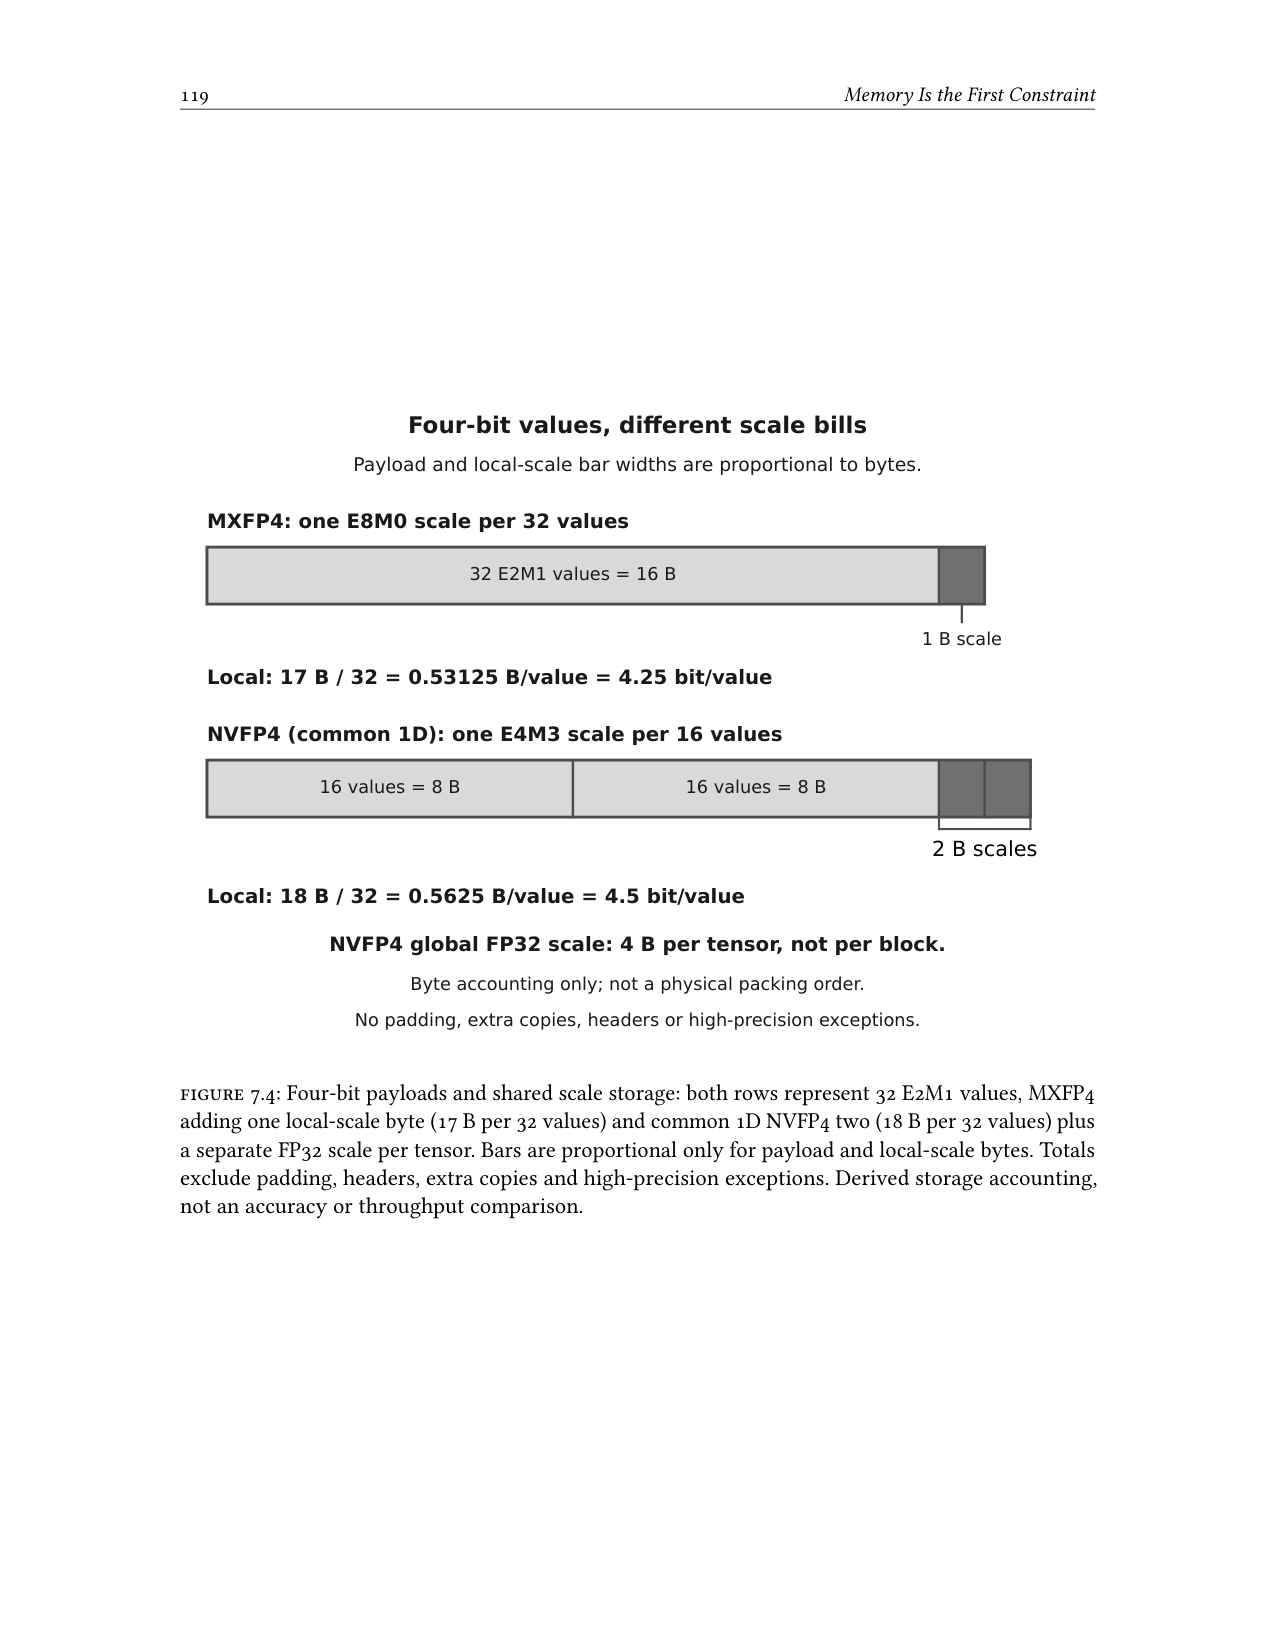 119 Memory Is the First Constraint
Four-bit values, different scale bills
Payload and local-scale bar widths are proportional to bytes.
MXFP4: one E8M0 scale per 32 values
32 E2M1 values = 16 B
1 B scale
Local: 17 B / 32 = 0.53125 B/value = 4.25 bit/value
NVFP4 (common 1D): one E4M3 scale per 16 values
16 values = 8 B 16 values = 8 B
2 B scales
Local: 18 B / 32 = 0.5625 B/value = 4.5 bit/value
NVFP4 global FP32 scale: 4 B per tensor, not per block.
Byte accounting only; not a physical packing order.
No padding, extra copies, headers or high-precision exceptions.
FIGURE 7.4: Four-bit payloads and shared scale storage: both rows represent 32 E2M1 values, MXFP4
adding one local-scale byte (17 B per 32 values) and common 1D NVFP4 two (18 B per 32 values) plus
a separate FP32 scale per tensor. Bars are proportional only for payload and local-scale bytes. Totals
exclude padding, headers, extra copies and high-precision exceptions. Derived storage accounting,
not an accuracy or throughput comparison.